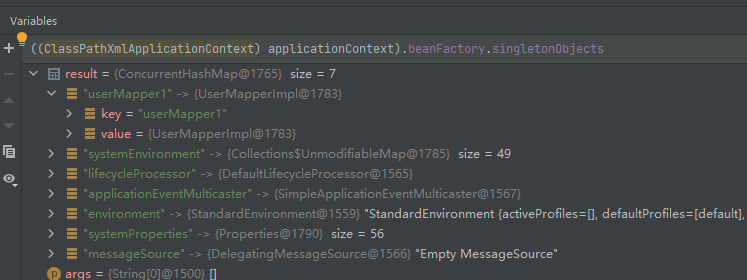 Variables
((ClassPathXmlApplicationContext) applicationContext).beanFactory.singletonObjects
result = {ConcurrentHashMap@1765} size = 7
"userMapper1" -> {UserMapperImpl@1783}
key = "userMapper1"
value = {UserMapperImpl@1783}
"systemEnvironment" -> {Collections$UnmodifiableMap@1785} size = 49
"lifecycleProcessor" -> {DefaultLifecycleProcessor@1565}
"applicationEventMulticaster" -> {SimpleApplicationEventMulticaster@1567}
"environment" -> {StandardEnvironment@1559} "StandardEnvironment {activeProfiles=[], defaultProfiles=[default],
"systemProperties" -> {Properties@1790} size = 56
"messageSource" -> {DelegatingMessageSource@1566} "Empty MessageSource"
args = {String[0]@1500} []